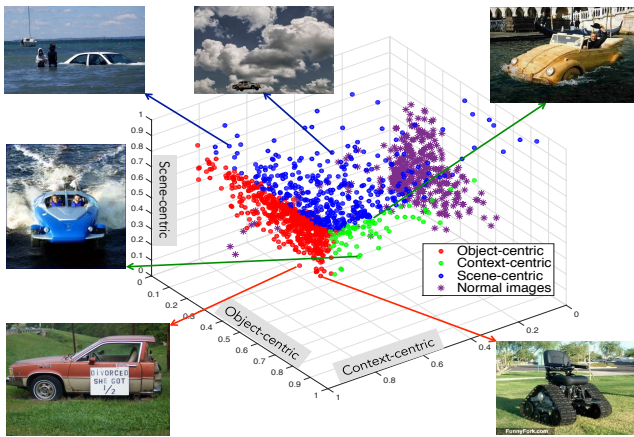 1
0.9
0.8
0.7
0.6
0.5
0.4
0.3
0.2
0.1
0
Scene-centric
0
0.1
0.2
0.3
0.4
0.5
0.6
0.7
0.8
0.9
1
Object-centric
1
0.8
0.6
0.4
0.2
0
Context-centric
Object-centric
Context-centric
Scene-centric
Normal images
DIVORCED
SHE GOT
1/2
FunnyFork.com